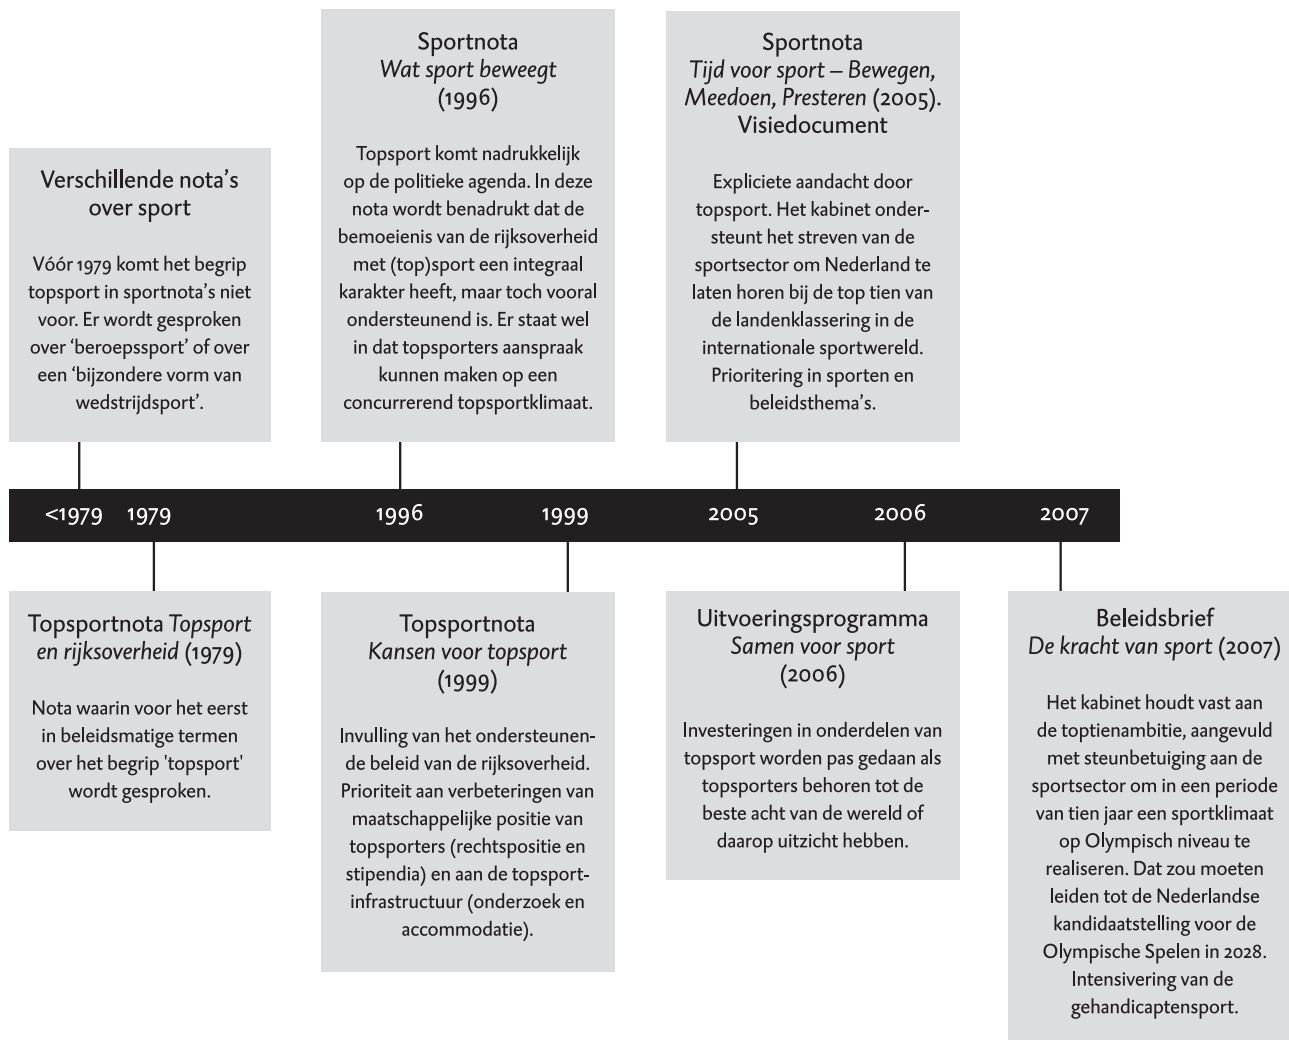 Verschillende nota's
over sport
Vóór 1979 komt het begrip
topsport in sportnota's niet
voor. Er wordt gesproken
over 'beroepssport' of over
een 'bijzondere vorm van
wedstrijdsport'.
Sportnota
Wat sport beweegt
(1996)
Topsport komt nadrukkelijk
op de politieke agenda. In deze
nota wordt benadrukt dat de
bemoeienis van de rijksoverheid
met (top)sport een integraal
karakter heeft, maar toch vooral
ondersteunend is. Er staat wel
in dat topsporters aanspraak
kunnen maken op een
concurrerend topsportklimaat.
Sportnota
Tijd voor sport – Bewegen,
Meedoen, Presteren (2005).
Visiedocument
Expliciete aandacht door
topsport. Het kabinet onder-
steunt het streven van de
sportsector om Nederland te
laten horen bij de top tien van
de landenklassering in de
internationale sportwereld.
Prioritering in sporten en
beleidsthema's.
<1979 1979 1996 1999 2005 2006 2007
Topsportnota Topsport
en rijksoverheid (1979)
Nota waarin voor het eerst
in beleidsmatige termen
over het begrip 'topsport'
wordt gesproken.
Topsportnota
Kansen voor topsport
(1999)
Invulling van het ondersteunen-
de beleid van de rijksoverheid.
Prioriteit aan verbeteringen van
maatschappelijke positie van
topsporters (rechtspositie en
stipendia) en aan de topsport-
infrastructuur (onderzoek en
accommodatie).
Uitvoeringsprogramma
Samen voor sport
(2006)
Investeringen in onderdelen van
topsport worden pas gedaan als
topsporters behoren tot de
beste acht van de wereld of
daarop uitzicht hebben.
Beleidsbrief
De kracht van sport (2007)
Het kabinet houdt vast aan
de toptienambitie, aangevuld
met steunbetuiging aan de
sportsector om in een periode
van tien jaar een sportklimaat
op Olympisch niveau te
realiseren. Dat zou moeten
leiden tot de Nederlandse
kandidaatstelling voor de
Olympische Spelen in 2028.
Intensivering van de
gehandicaptensport.